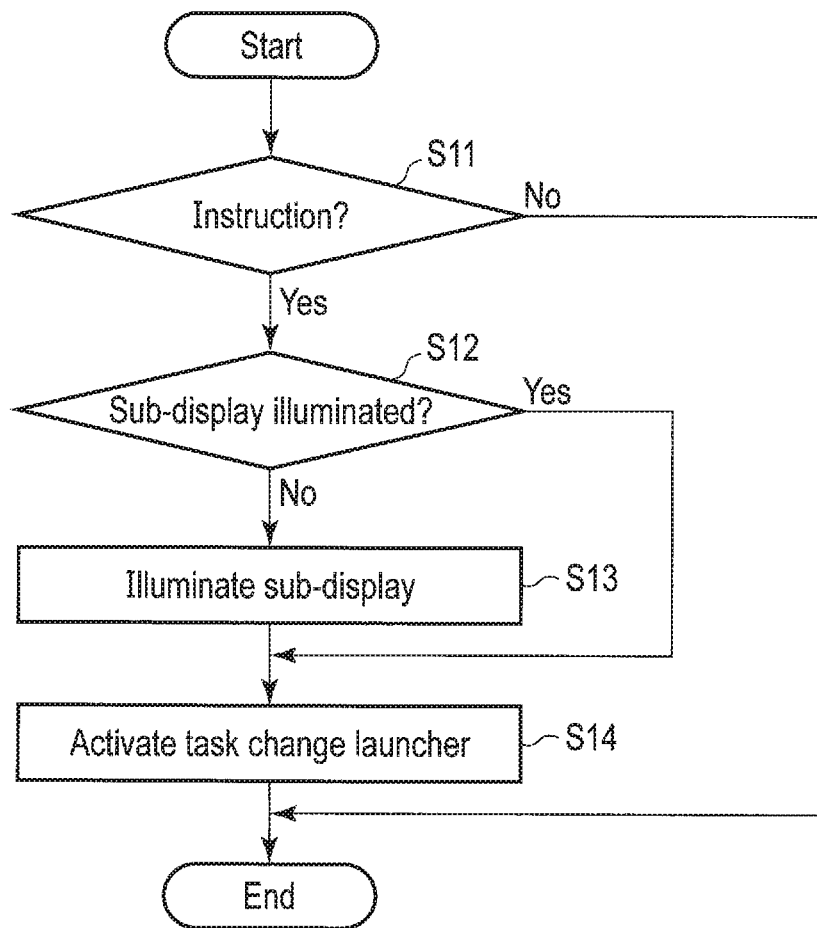 Start
S11
Instruction?
No
Yes
S12
Sub-display illuminated?
Yes
No
Illuminate sub-display
S13
Activate task change launcher
S14
End